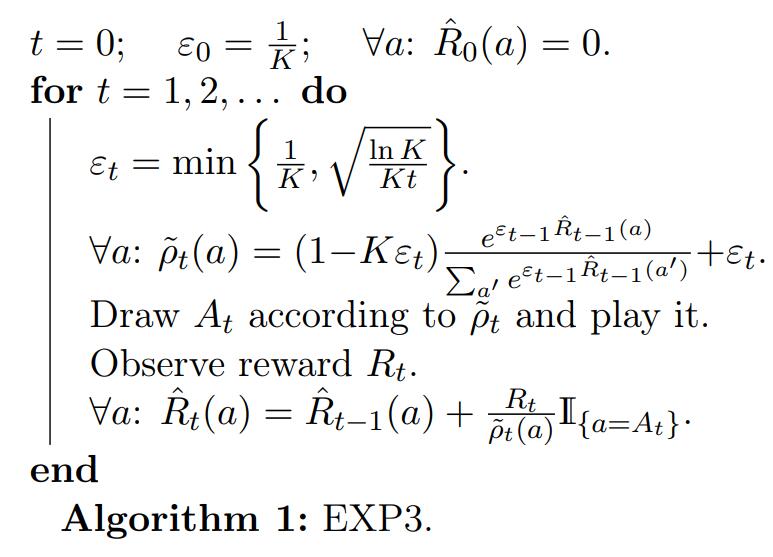 t = 0; ε₀ = 1/K; ∀a: R̂₀(a) = 0.
for t = 1, 2, . . . do
εₜ = min { 1/K, √(ln K / Kt) }.
∀a: ρ̃ₜ(a) = (1−Kεₜ) e^{εₜ₋₁R̂ₜ₋₁(a)} / ∑_{a′} e^{εₜ₋₁R̂ₜ₋₁(a′)} + εₜ.
Draw Aₜ according to ρ̃ₜ and play it.
Observe reward Rₜ.
∀a: R̂ₜ(a) = R̂ₜ₋₁(a) + Rₜ / ρ̃ₜ(a) 𝕀_{a=Aₜ}.
end
Algorithm 1: EXP3.